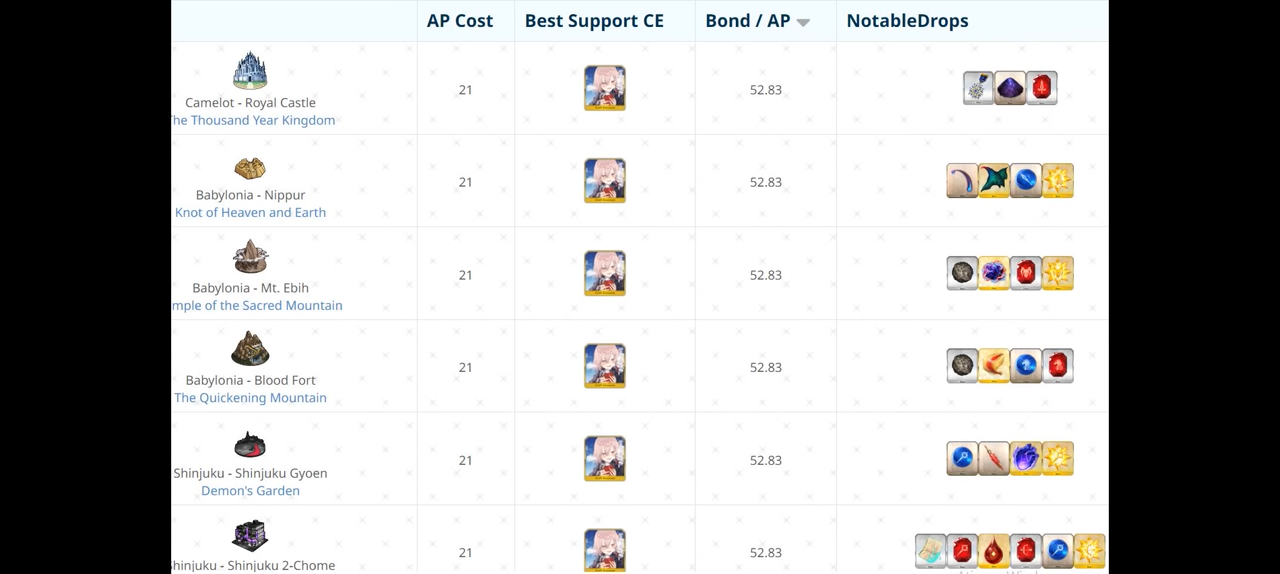 AP Cost
Best Support CE
Bond / AP
NotableDrops
Camelot - Royal Castle
The Thousand Year Kingdom
21
52.83
Babylonia - Nippur
Knot of Heaven and Earth
21
52.83
Babylonia - Mt. Ebih
mple of the Sacred Mountain
21
52.83
Babylonia - Blood Fort
The Quickening Mountain
21
52.83
Shinjuku - Shinjuku Gyoen
Demon's Garden
21
52.83
Shinjuku - Shinjuku 2-Chome
21
52.83